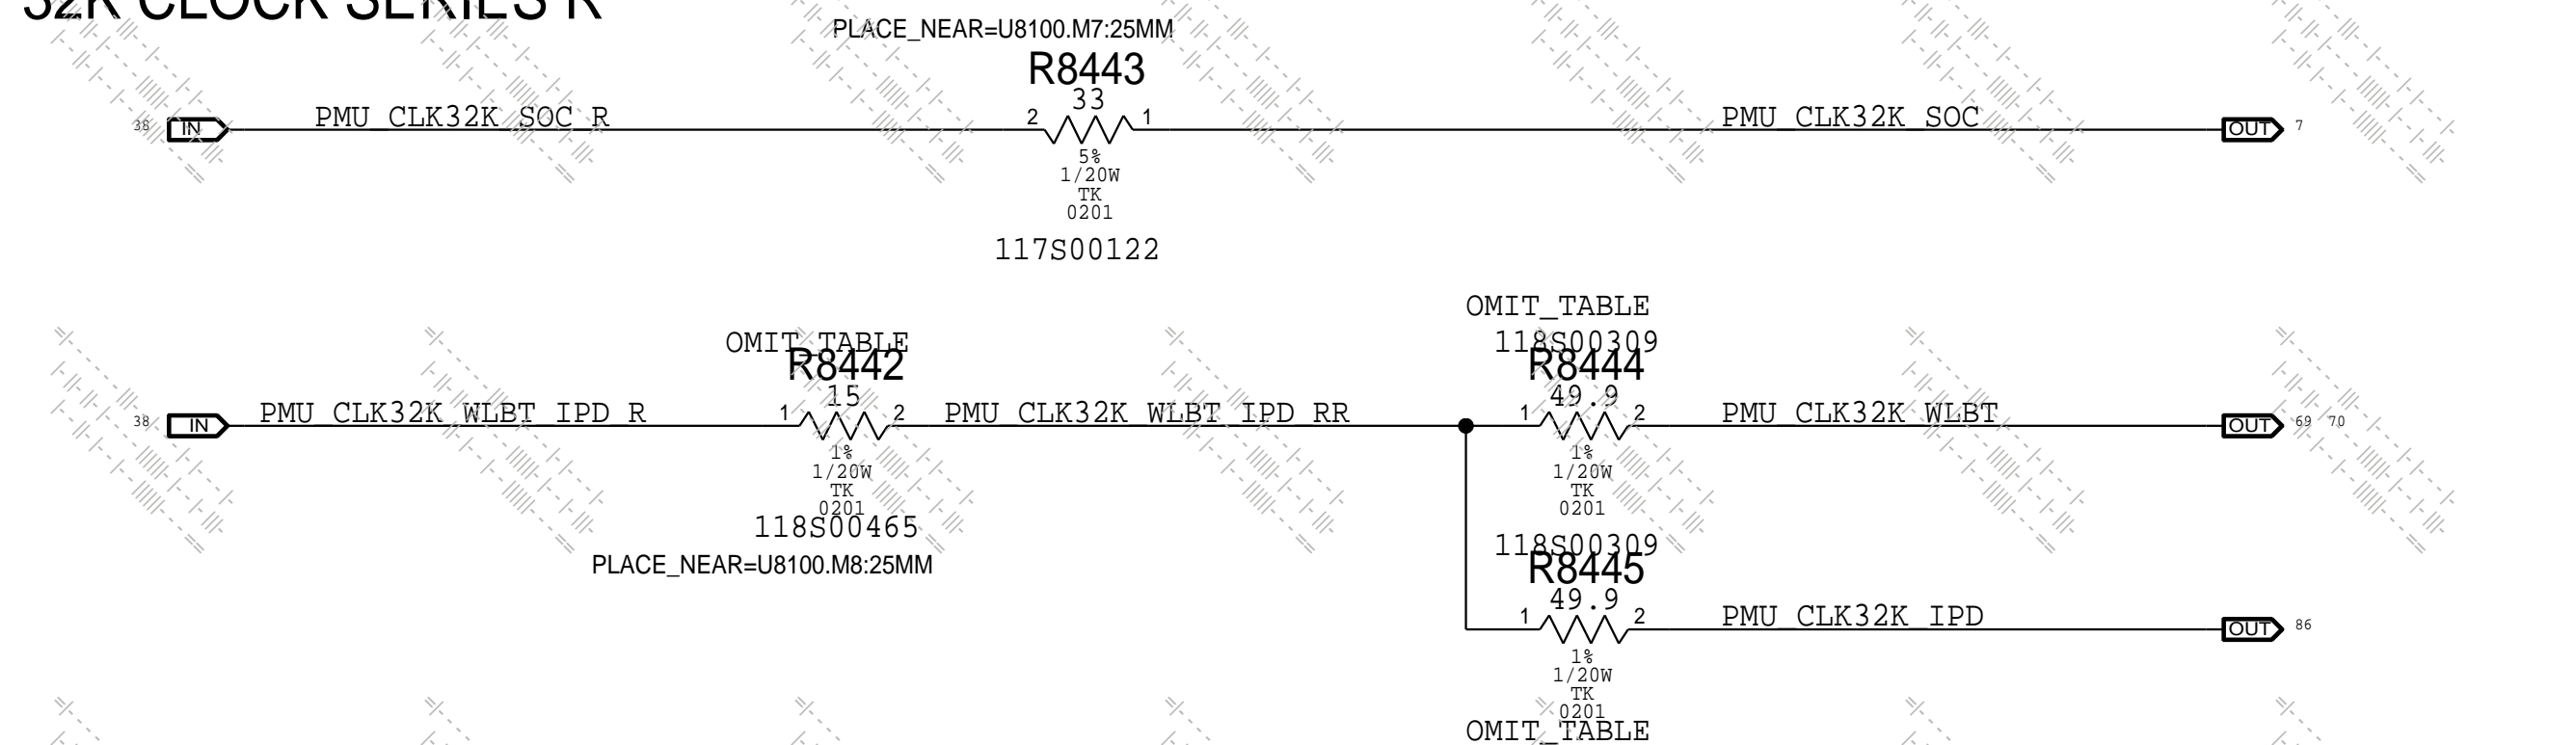 32K CLOCK SERIES R
PLACE_NEAR=U8100.M7:25MM
R8443
33
38 IN PMU_CLK32K_SOC_R 2 1 PMU_CLK32K_SOC OUT 7
5%
1/20W
TK
0201
117S00122
OMIT_TABLE
R8442
15
38 IN PMU_CLK32K_WLBT_IPD_R 1 2 PMU_CLK32K_WLBT_IPD_RR
1%
1/20W
TK
0201
118S00465
PLACE_NEAR=U8100.M8:25MM
OMIT_TABLE
118S00309
R8444
49.9
1 2 PMU_CLK32K_WLBT OUT 69 70
1%
1/20W
TK
0201
118S00309
R8445
49.9
1 2 PMU_CLK32K_IPD OUT 86
1%
1/20W
TK
0201
OMIT_TABLE